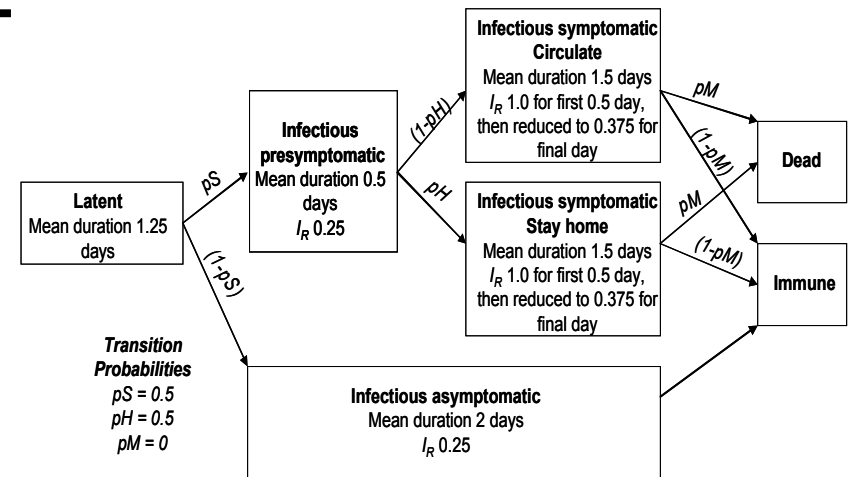 Latent
Mean duration 1.25
days
pS
(1-pS)
Infectious
presymptomatic
Mean duration 0.5
days
I_R 0.25
(1-pH)
pH
Infectious symptomatic
Circulate
Mean duration 1.5 days
I_R 1.0 for first 0.5 day,
then reduced to 0.375 for
final day
Infectious symptomatic
Stay home
Mean duration 1.5 days
I_R 1.0 for first 0.5 day,
then reduced to 0.375 for
final day
pM
(1-pM)
pM
(1-pM)
Dead
Immune
Infectious asymptomatic
Mean duration 2 days
I_R 0.25
Transition
Probabilities
pS = 0.5
pH = 0.5
pM = 0